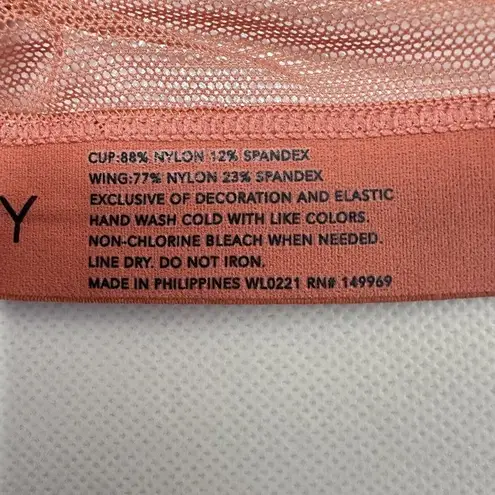 CUP:88% NYLON 12% SPANDEX
WING:77% NYLON 23% SPANDEX
EXCLUSIVE OF DECORATION AND ELASTIC
HAND WASH COLD WITH LIKE COLORS.
NON-CHLORINE BLEACH WHEN NEEDED.
LINE DRY. DO NOT IRON.
MADE IN PHILIPPINES WL0221 RN# 149969
Y